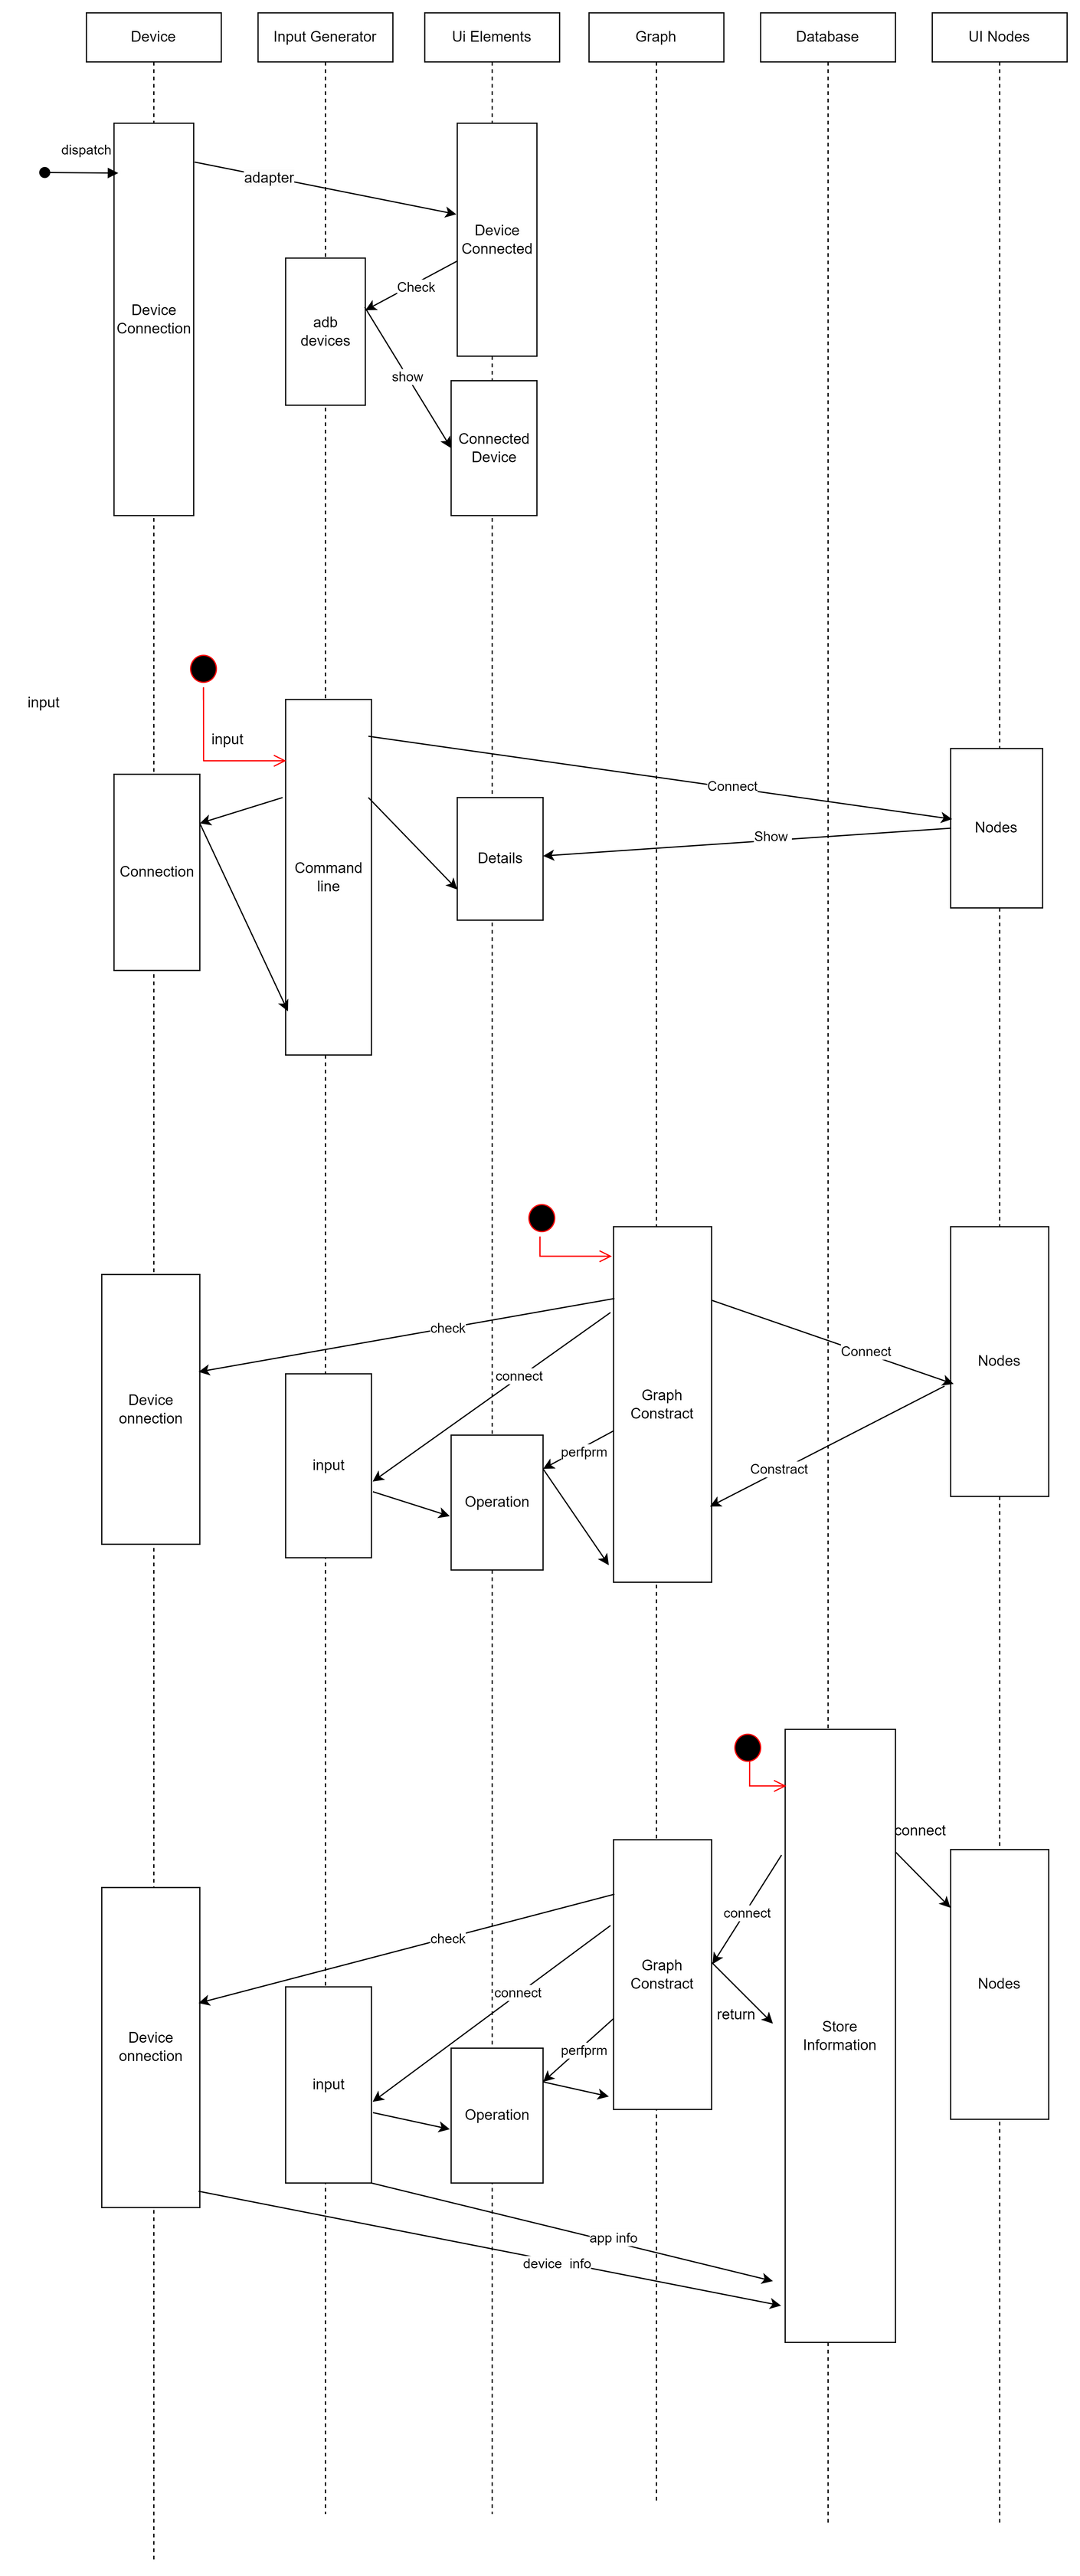 Device
Input Generator
Ui Elements
Graph
Database
UI Nodes
dispatch
adapter
Device
Connected
Check
Device
Connection
adb
devices
show
Connected
Device
input
input
Connect
Show
Nodes
Details
Connection
Command
line
check
connect
Connect
Nodes
Device
onnection
Graph
Constract
perfprm
input
Constract
Operation
connect
connect
check
Graph
Constract
connect
Nodes
return
Store
Information
Device
onnection
perfprm
input
Operation
app info
device  info